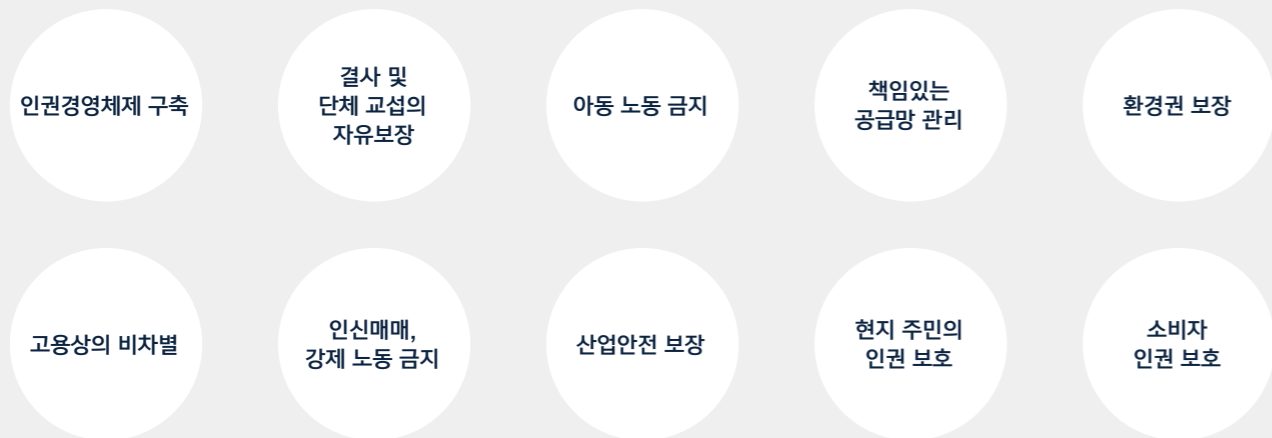 인권경영체제 구축
결사 및
단체 교섭의
자유보장
아동 노동 금지
책임있는
공급망 관리
환경권 보장
고용상의 비차별
인신매매,
강제 노동 금지
산업안전 보장
현지 주민의
인권 보호
소비자
인권 보호